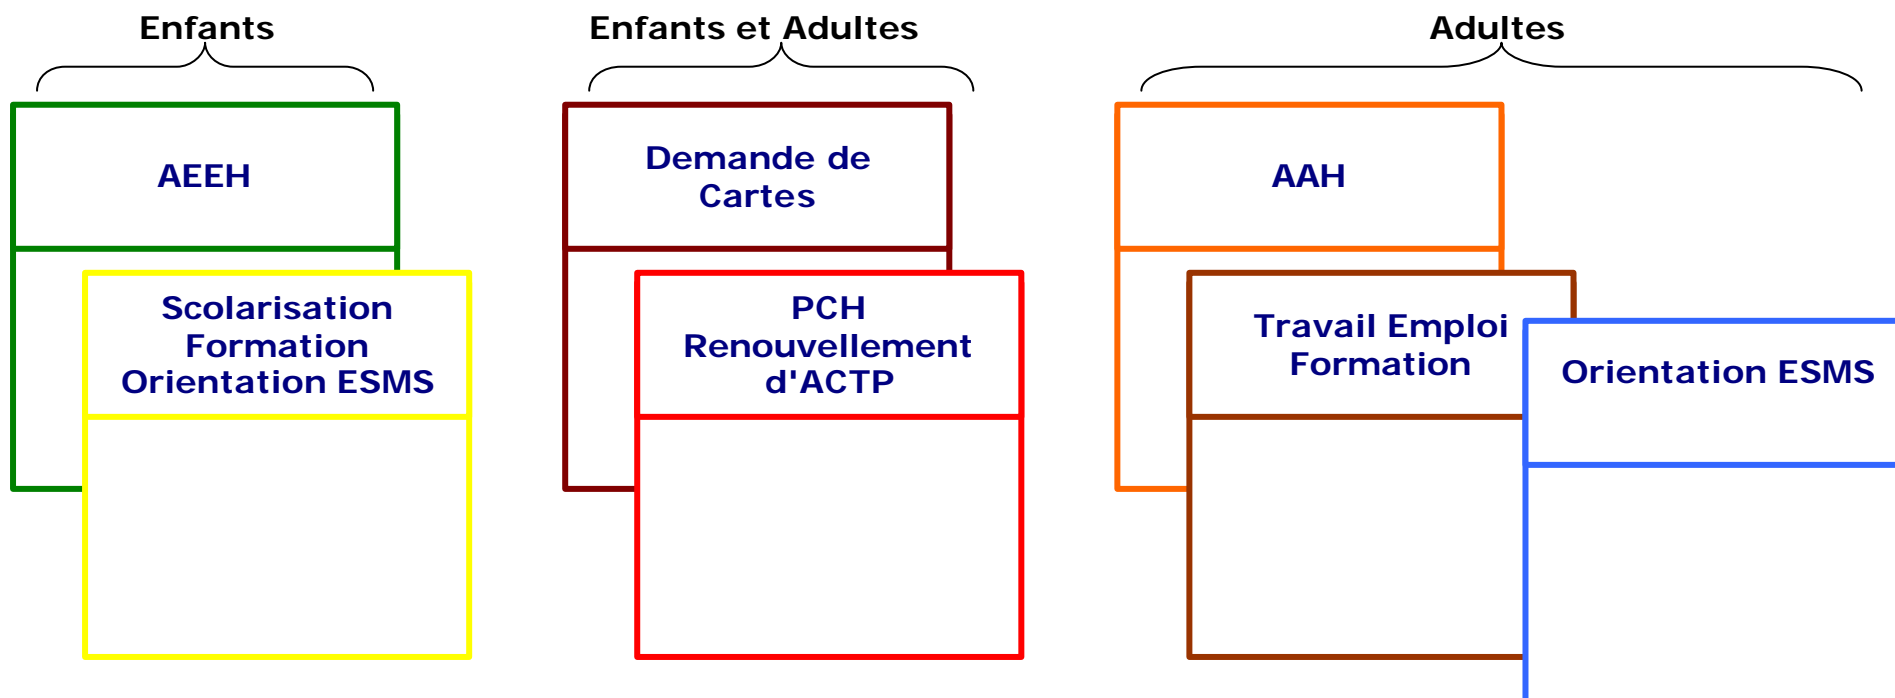 Enfants
Enfants et Adultes
Adultes
AEEH
Demande de
Cartes
AAH
Scolarisation
Formation
Orientation ESMS
PCH
Renouvellement
d'ACTP
Travail Emploi
Formation
Orientation ESMS